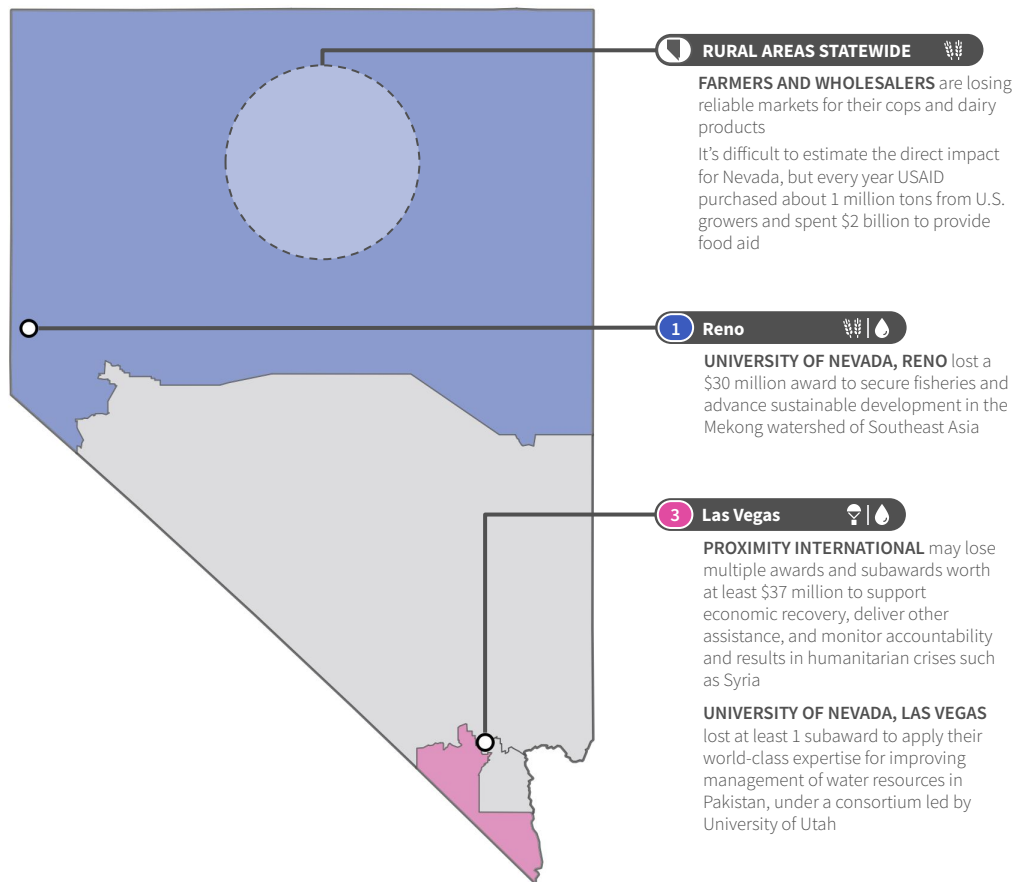 RURAL AREAS STATEWIDE
FARMERS AND WHOLESALERS are losing
reliable markets for their cops and dairy
products
It’s difficult to estimate the direct impact
for Nevada, but every year USAID
purchased about 1 million tons from U.S.
growers and spent $2 billion to provide
food aid
1 Reno
UNIVERSITY OF NEVADA, RENO lost a
$30 million award to secure fisheries and
advance sustainable development in the
Mekong watershed of Southeast Asia
3 Las Vegas
PROXIMITY INTERNATIONAL may lose
multiple awards and subawards worth
at least $37 million to support
economic recovery, deliver other
assistance, and monitor accountability
and results in humanitarian crises such
as Syria
UNIVERSITY OF NEVADA, LAS VEGAS
lost at least 1 subaward to apply their
world-class expertise for improving
management of water resources in
Pakistan, under a consortium led by
University of Utah